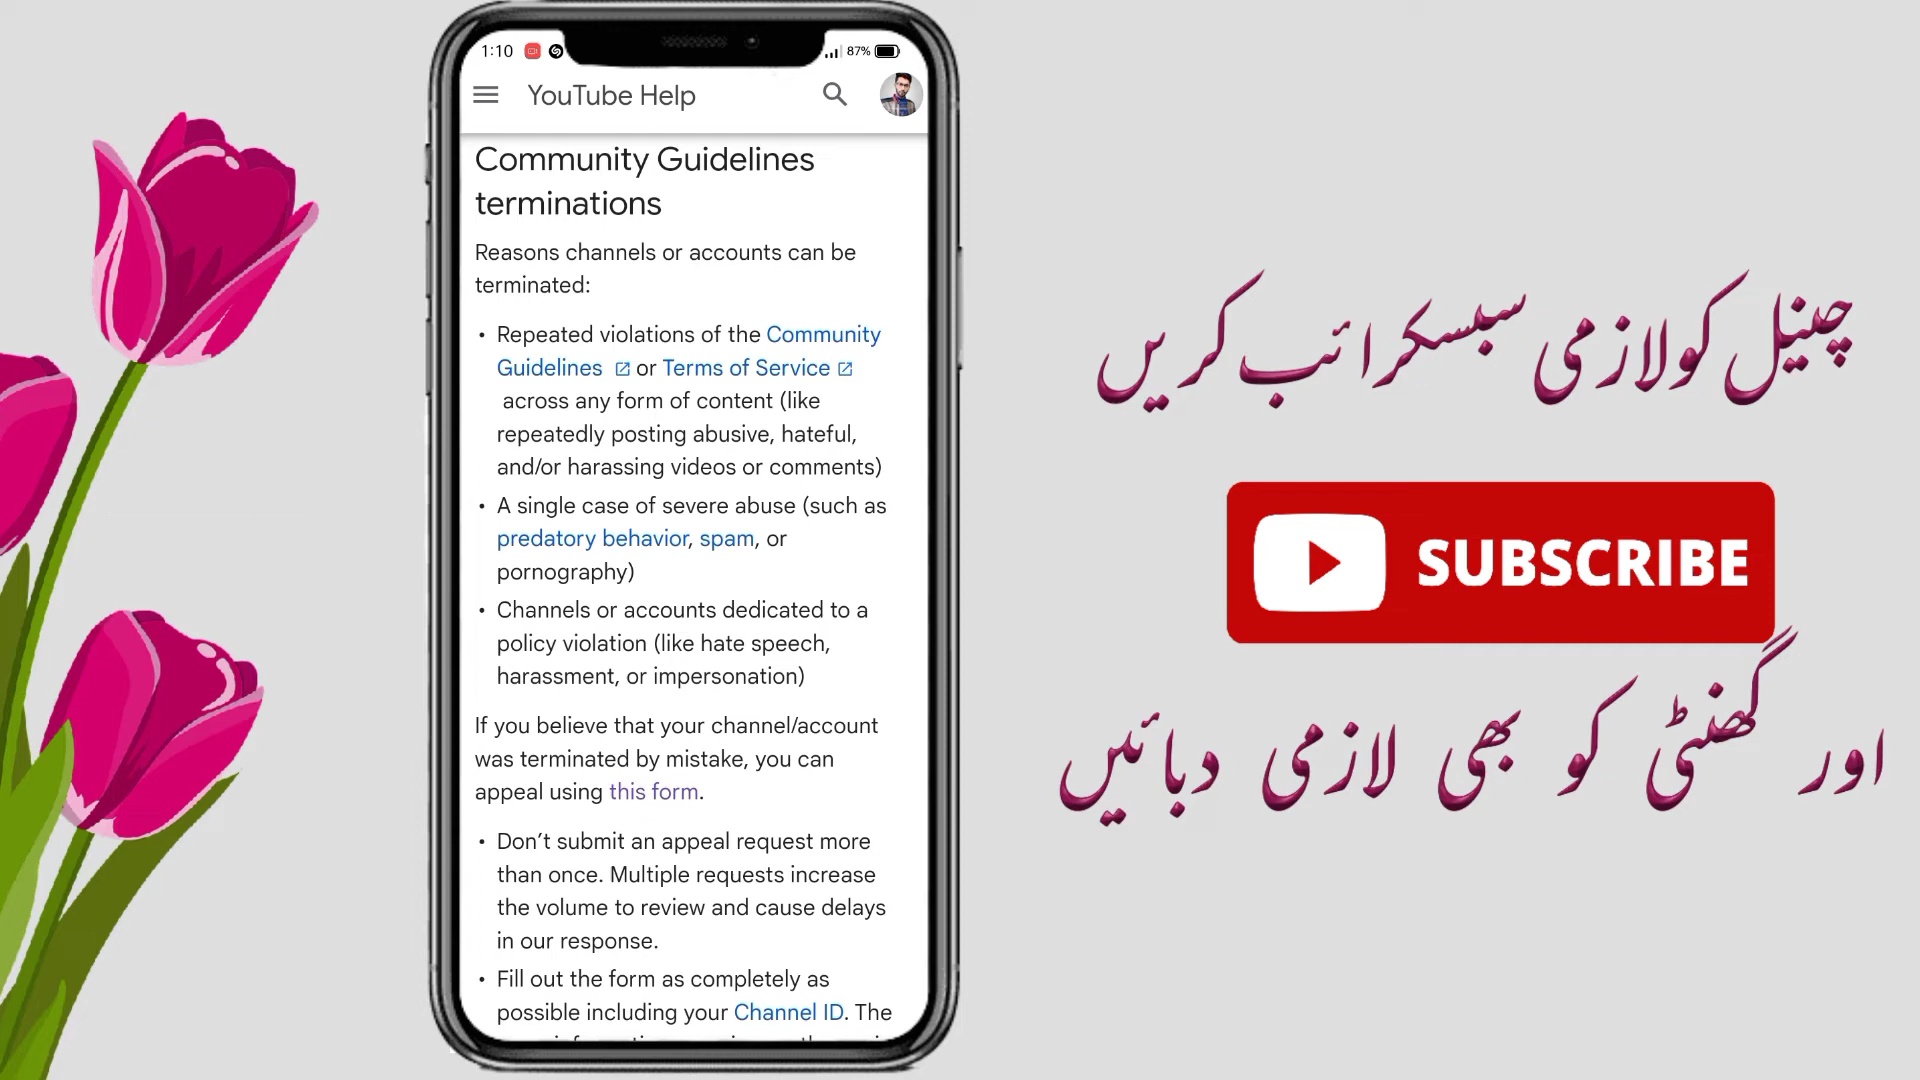 1:10
87%
YouTube Help
Community Guidelines
terminations
Reasons channels or accounts can be
terminated:
• Repeated violations of the Community
Guidelines or Terms of Service
across any form of content (like
repeatedly posting abusive, hateful,
and/or harassing videos or comments)
• A single case of severe abuse (such as
predatory behavior, spam, or
pornography)
• Channels or accounts dedicated to a
policy violation (like hate speech,
harassment, or impersonation)
If you believe that your channel/account
was terminated by mistake, you can
appeal using this form.
• Don’t submit an appeal request more
than once. Multiple requests increase
the volume to review and cause delays
in our response.
• Fill out the form as completely as
possible including your Channel ID. The
چینل کو لازمی سبسکرائب کریں
SUBSCRIBE
اور گھنٹی کو بھی لازمی دبائیں